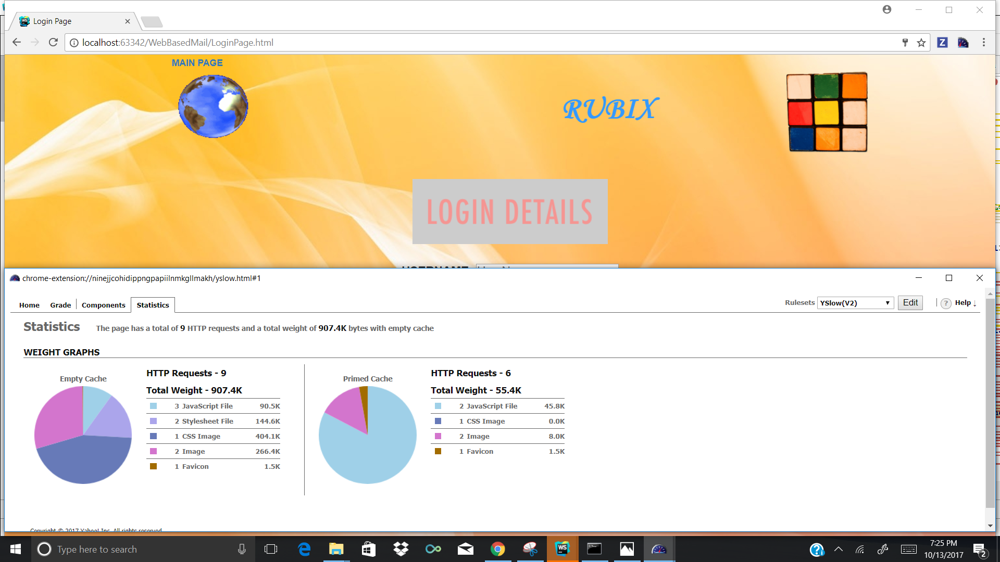 Login Page
localhost:63342/WebBasedMail/LoginPage.html
Z
MAIN PAGE
RUBIX
LOGIN DETAILS
chrome-extension://ninejjcohidippngpapiilnmkgllmakh/yslow.html#1
Home Grade Components Statistics
Rulesets YSlow(V2) Edit ? Help ↓
Statistics The page has a total of 9 HTTP requests and a total weight of 907.4K bytes with empty cache
WEIGHT GRAPHS
Empty Cache
HTTP Requests - 9
Total Weight - 907.4K
3 JavaScript File 90.5K
2 Stylesheet File 144.6K
1 CSS Image 404.1K
2 Image 266.4K
1 Favicon 1.5K
Primed Cache
HTTP Requests - 6
Total Weight - 55.4K
2 JavaScript File 45.8K
1 CSS Image 0.0K
2 Image 8.0K
1 Favicon 1.5K
Copyright © 2017 Yahoo! Inc. All rights reserved
Type here to search
WS
7:25 PM
10/13/2017
2